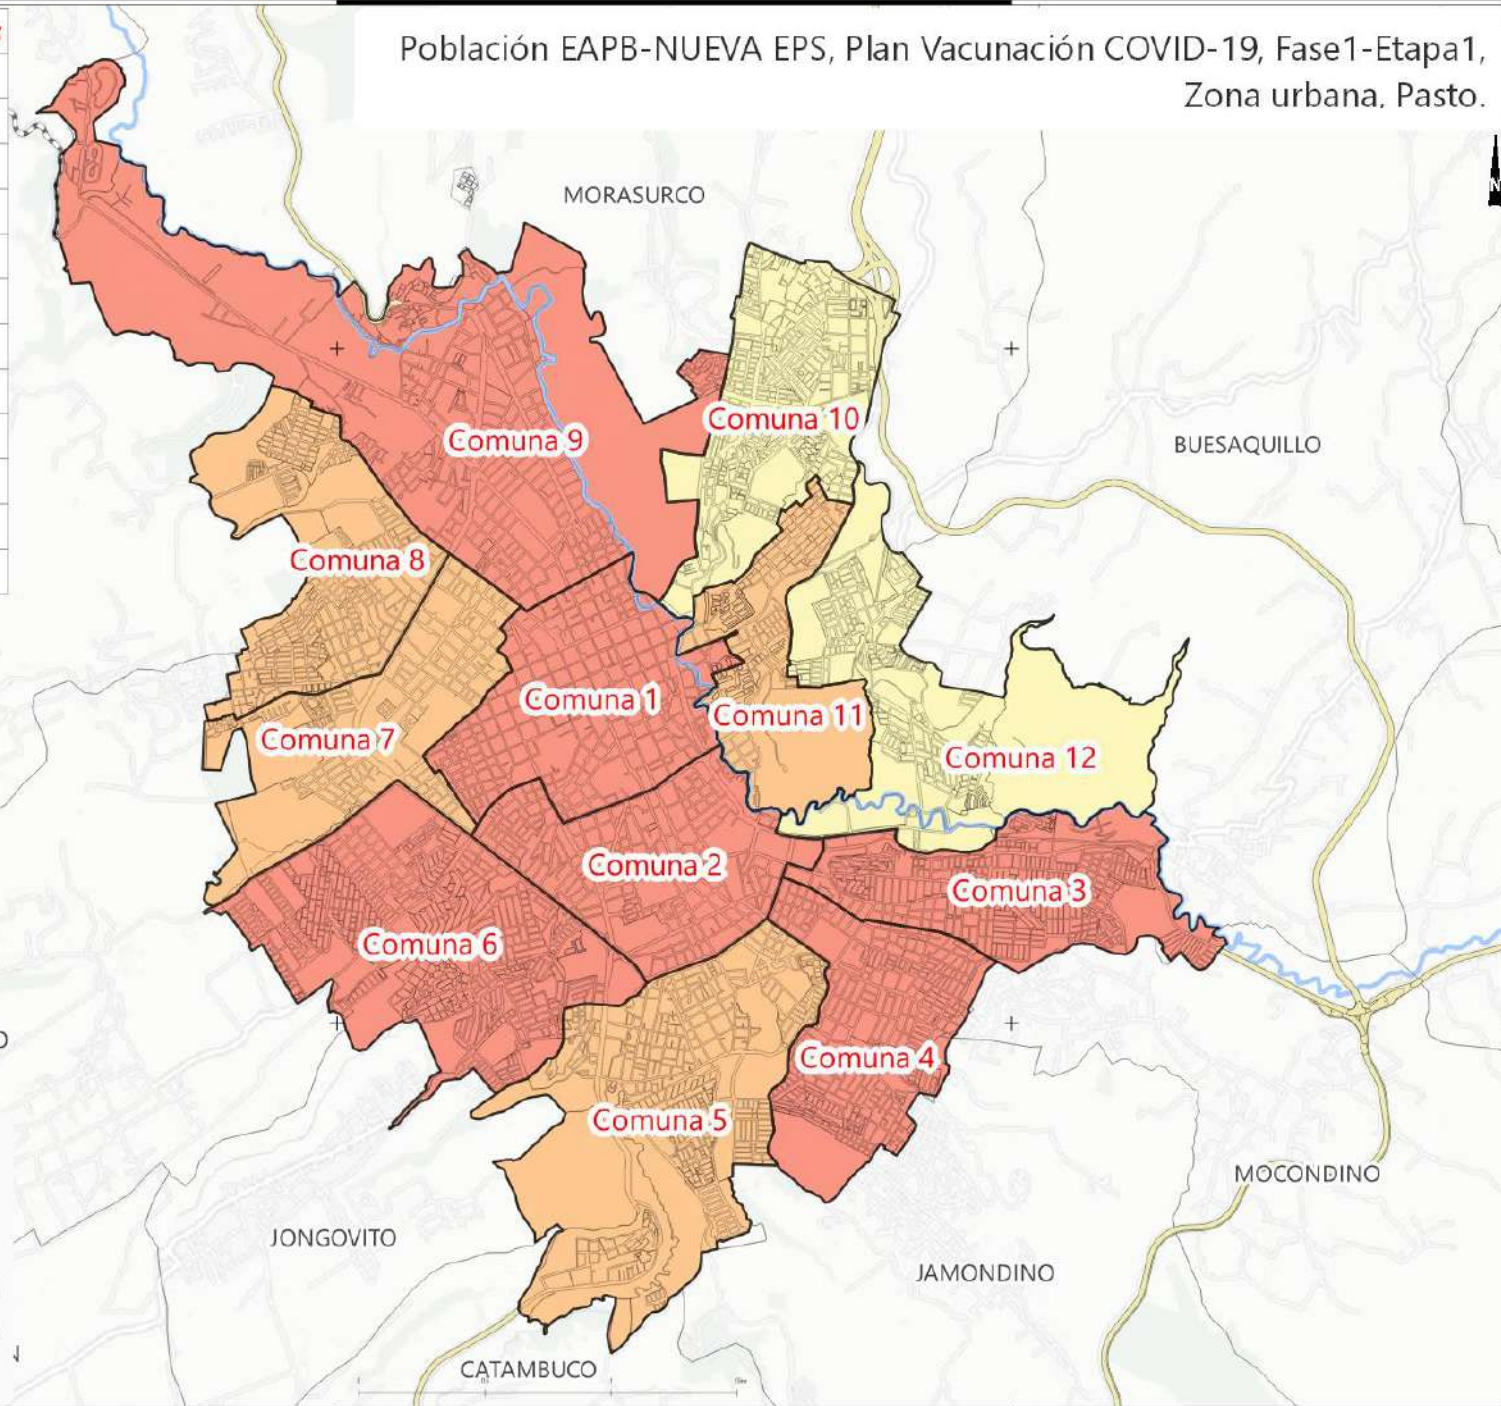 Población EAPB-NUEVA EPS, Plan Vacunación COVID-19, Fase1-Etapa1,
Zona urbana, Pasto.
N
MORASURCO
Comuna 10
Comuna 9
BUESAQUILLO
Comuna 8
Comuna 1
Comuna 11
Comuna 7
Comuna 12
Comuna 2
Comuna 3
Comuna 6
Comuna 4
Comuna 5
MOCONDINO
JONGOVITO
JAMONDINO
CATAMBUCO